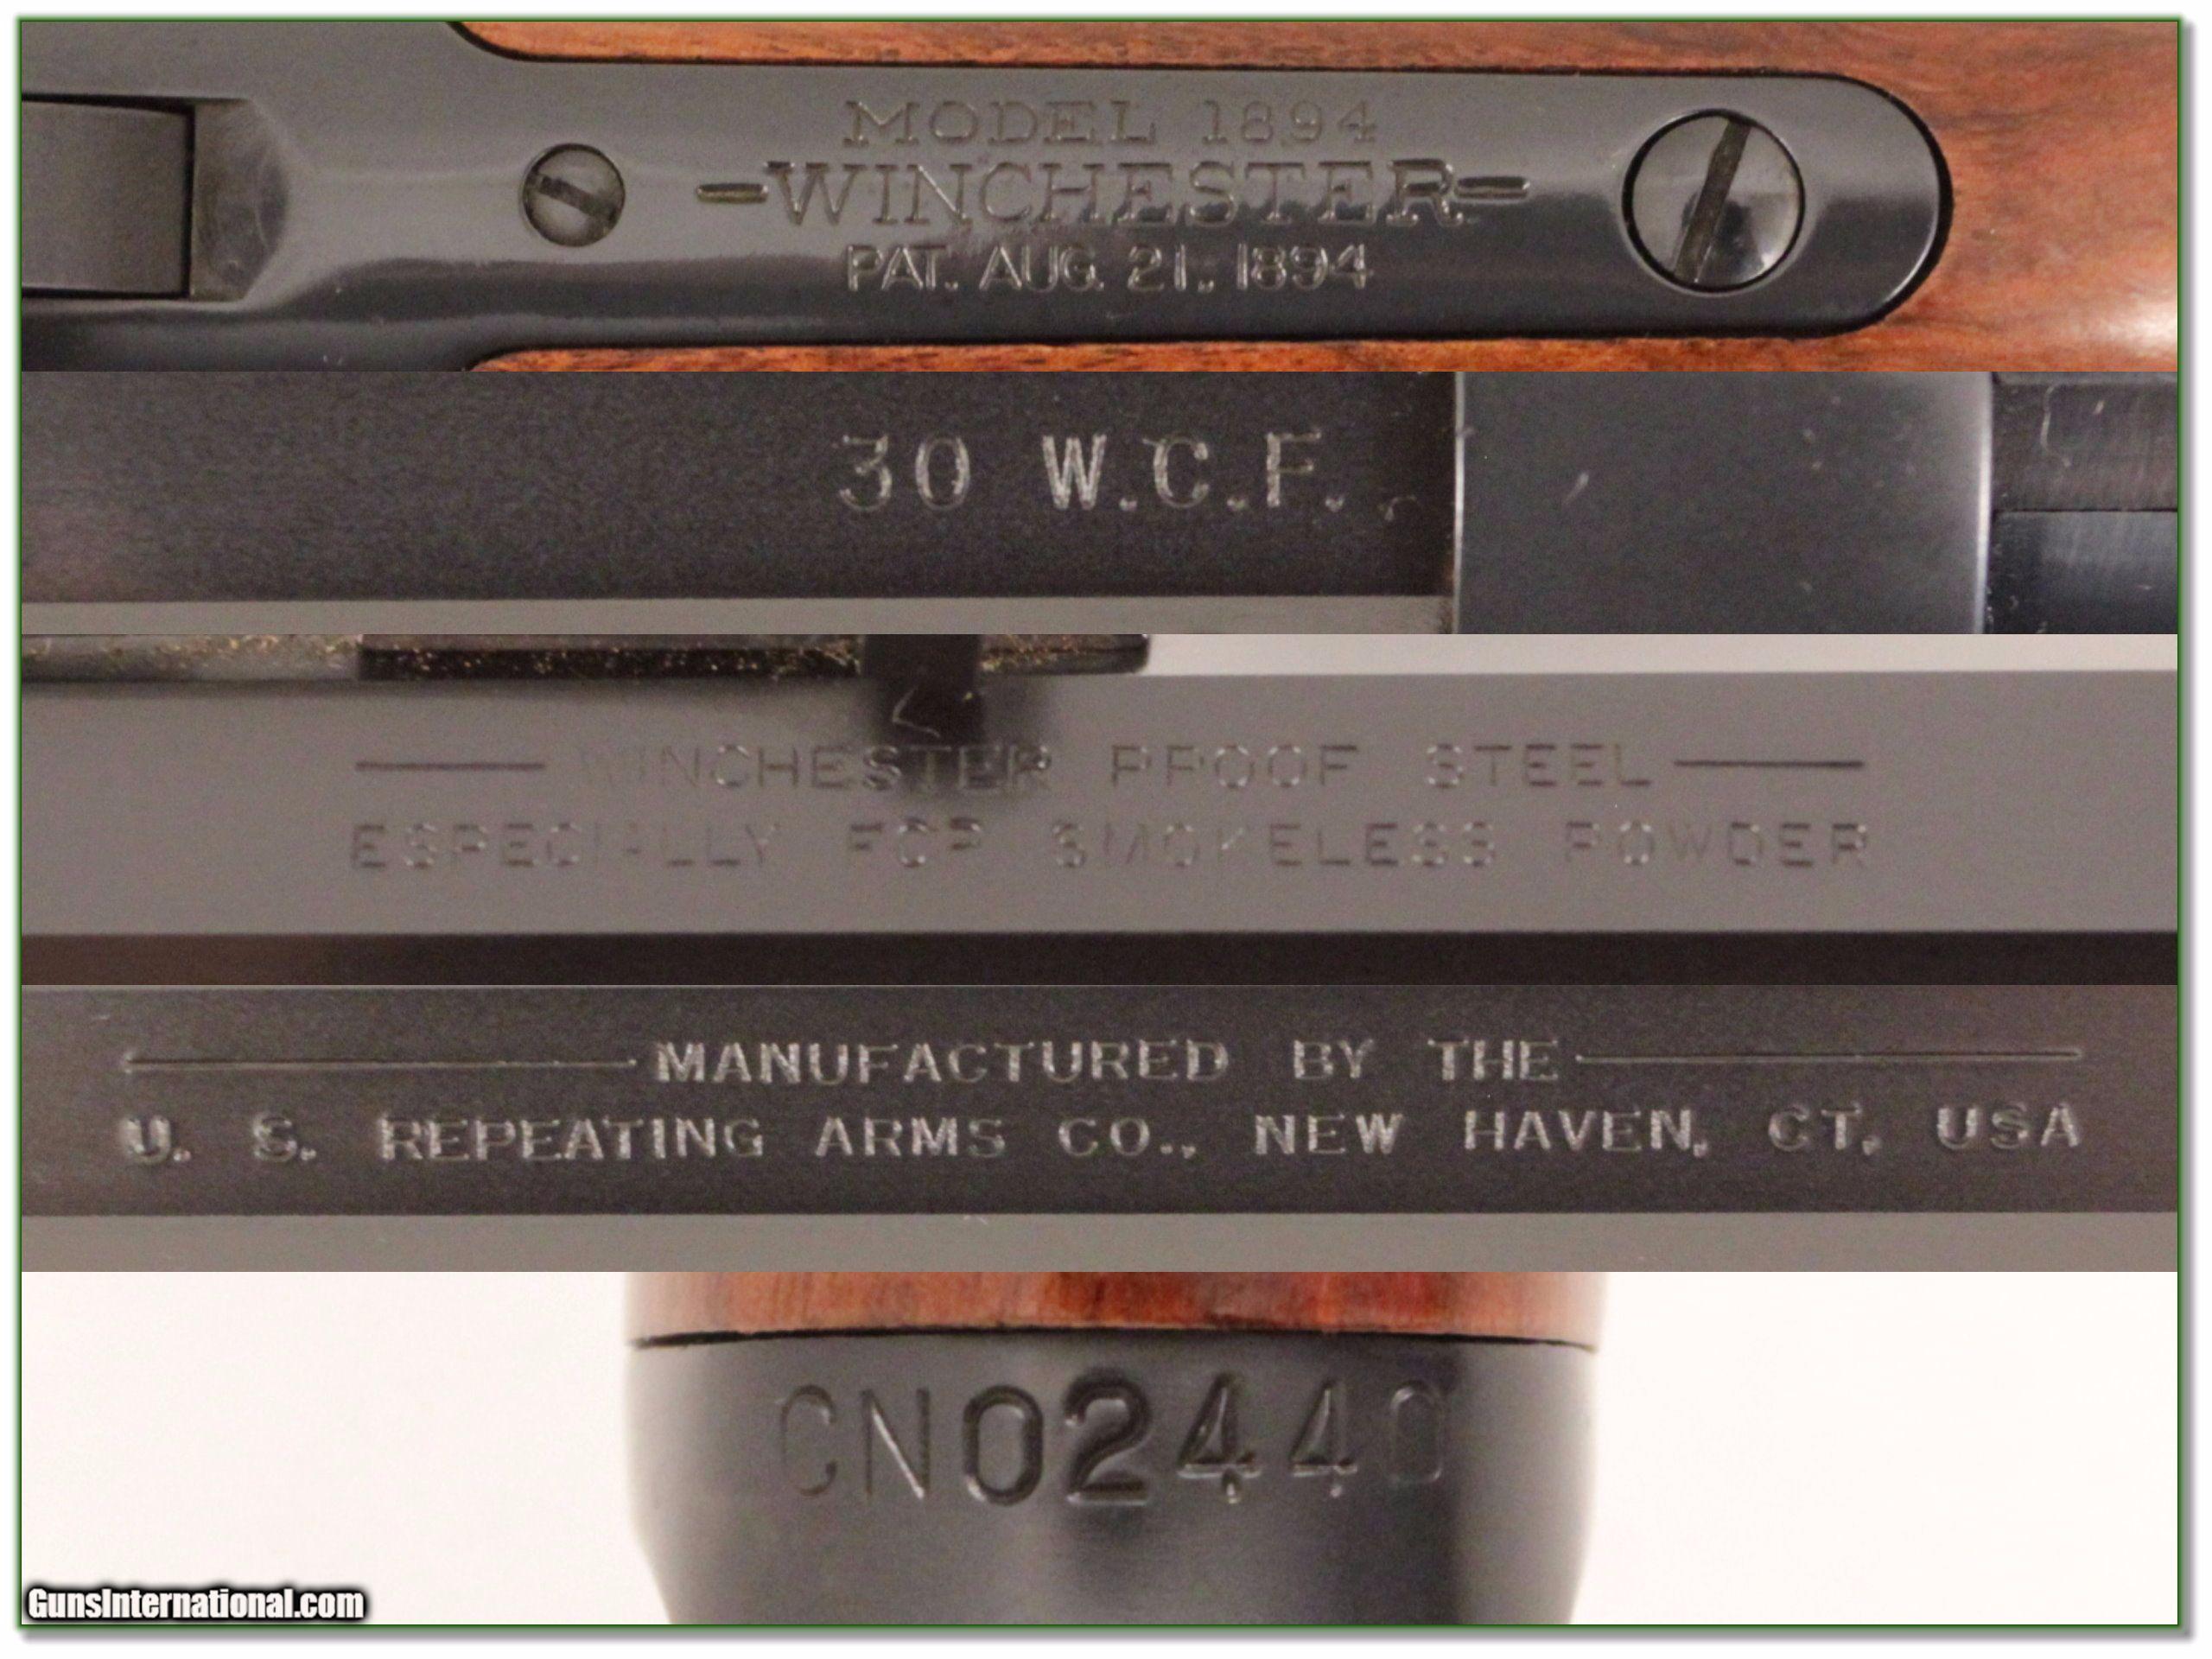 MODEL 1894
-WINCHESTER-
PAT. AUG. 21, 1894
30 W.C.F.
WINCHESTER PROOF STEEL
ESPECIALLY FOR SMOKELESS POWDER
MANUFACTURED BY THE
U. S. REPEATING ARMS CO., NEW HAVEN, CT, USA
CN02440
GunsInternational.com